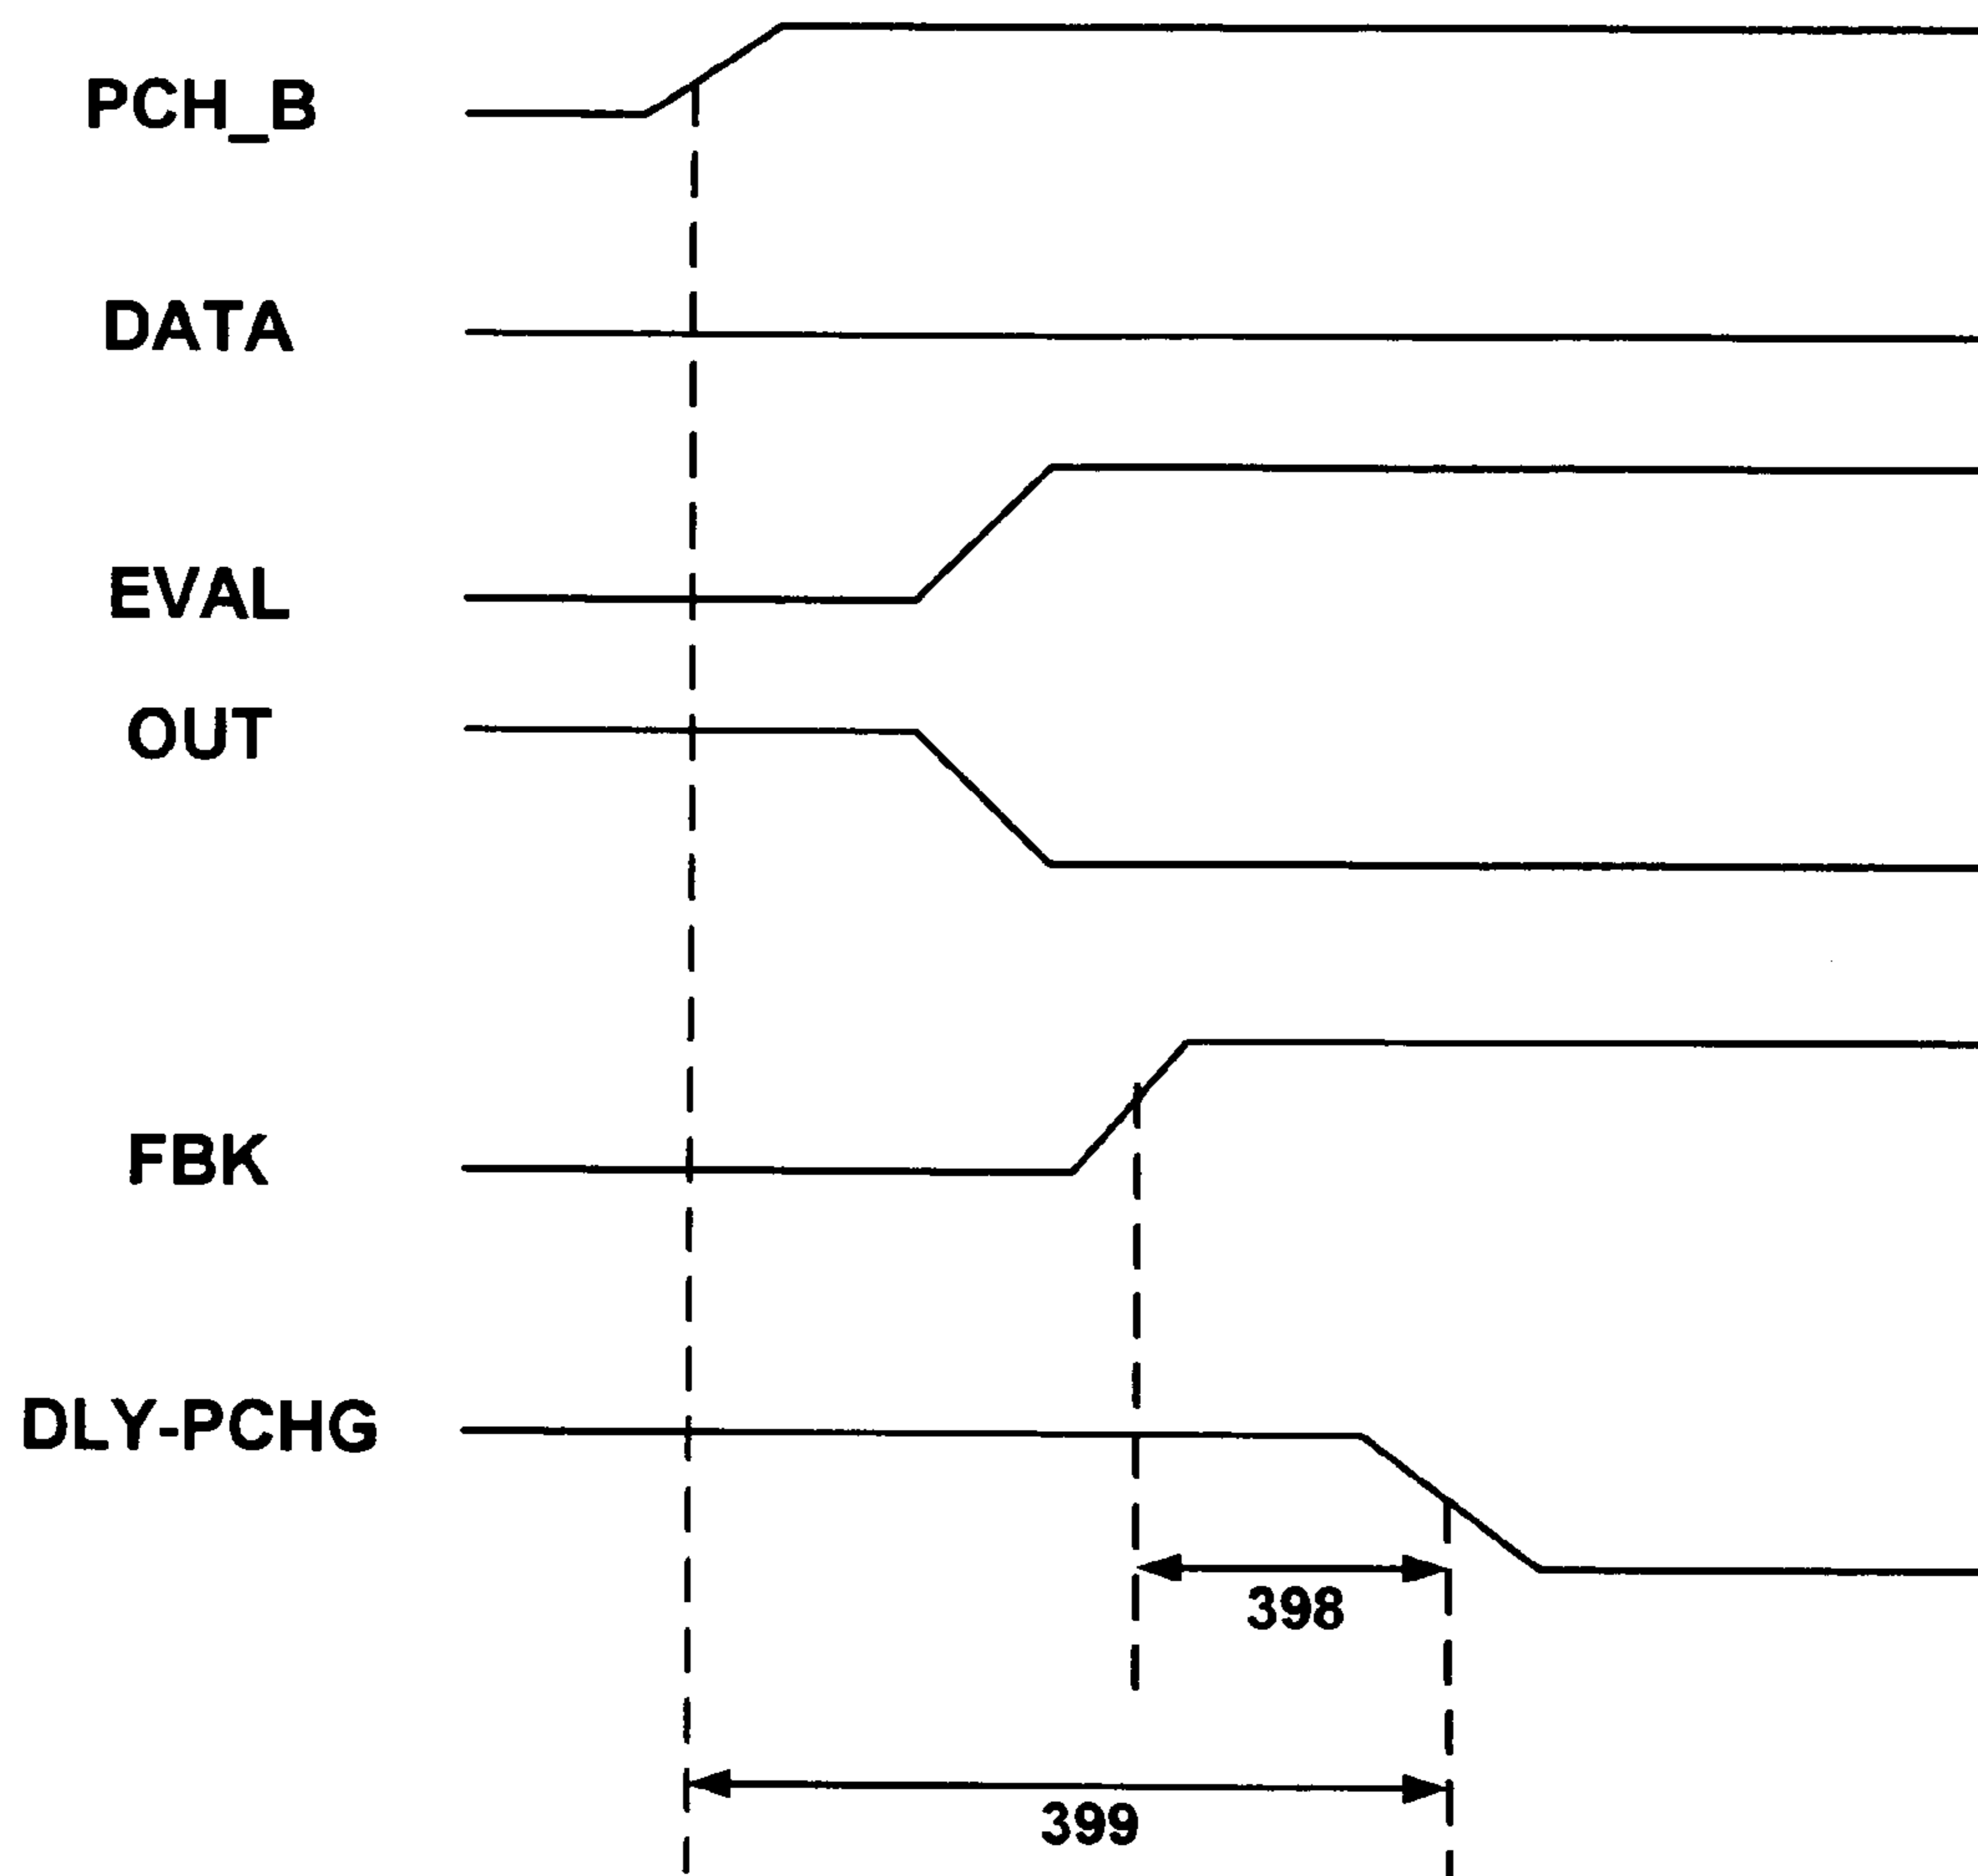 PCH_B
DATA
EVAL
OUT
FBK
DLY-PCHG
398
399